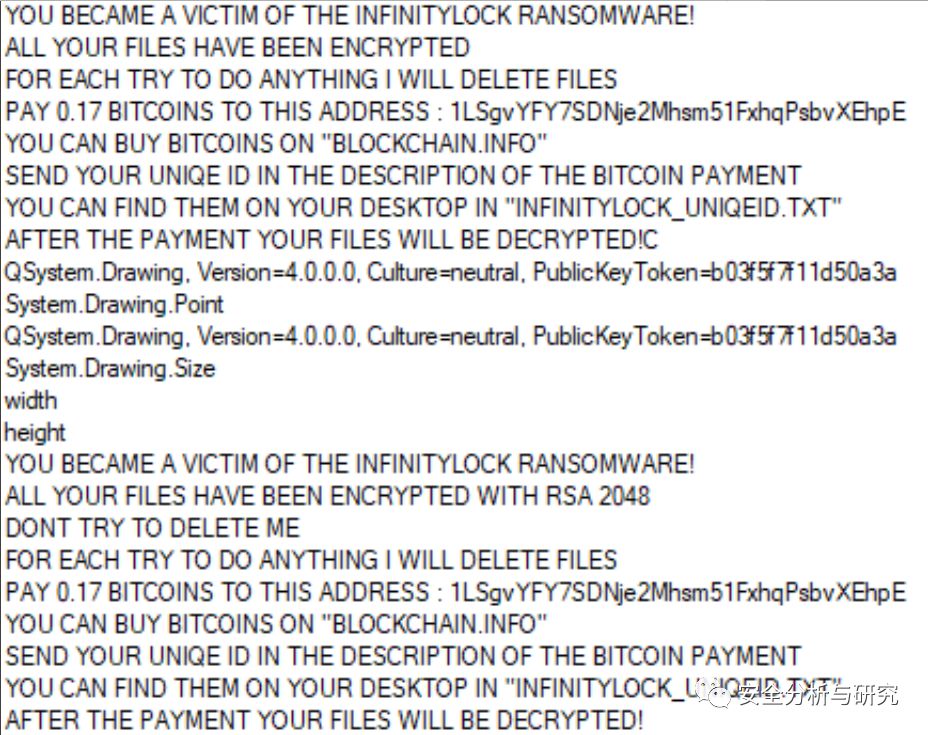 YOU BECAME A VICTIM OF THE INFINITYLOCK RANSOMWARE!
ALL YOUR FILES HAVE BEEN ENCRYPTED
FOR EACH TRY TO DO ANYTHING I WILL DELETE FILES
PAY 0.17 BITCOINS TO THIS ADDRESS : 1LSgvYFY7SDNje2Mhsm51FxhqPsbvXEhpE
YOU CAN BUY BITCOINS ON "BLOCKCHAIN.INFO"
SEND YOUR UNIQE ID IN THE DESCRIPTION OF THE BITCOIN PAYMENT
YOU CAN FIND THEM ON YOUR DESKTOP IN "INFINITYLOCK_UNIQEID.TXT"
AFTER THE PAYMENT YOUR FILES WILL BE DECRYPTED!C
QSystem.Drawing, Version=4.0.0.0, Culture=neutral, PublicKeyToken=b03f5f7f11d50a3a
System.Drawing.Point
QSystem.Drawing, Version=4.0.0.0, Culture=neutral, PublicKeyToken=b03f5f7f11d50a3a
System.Drawing.Size
width
height
YOU BECAME A VICTIM OF THE INFINITYLOCK RANSOMWARE!
ALL YOUR FILES HAVE BEEN ENCRYPTED WITH RSA 2048
DONT TRY TO DELETE ME
FOR EACH TRY TO DO ANYTHING I WILL DELETE FILES
PAY 0.17 BITCOINS TO THIS ADDRESS : 1LSgvYFY7SDNje2Mhsm51FxhqPsbvXEhpE
YOU CAN BUY BITCOINS ON "BLOCKCHAIN.INFO"
SEND YOUR UNIQE ID IN THE DESCRIPTION OF THE BITCOIN PAYMENT
YOU CAN FIND THEM ON YOUR DESKTOP IN "INFINITYLOCK_UNIQEID.TXT"
安全分析与研究
AFTER THE PAYMENT YOUR FILES WILL BE DECRYPTED!